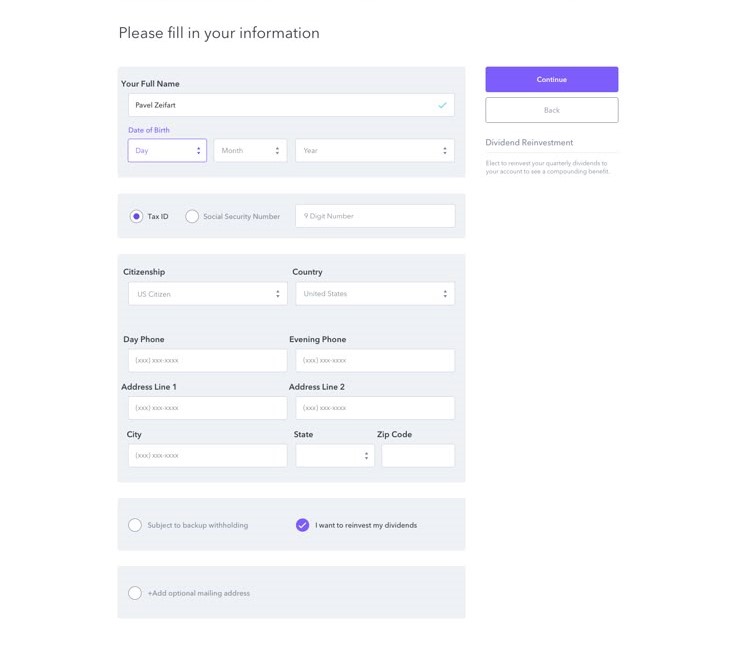 Please fill in your information
Your Full Name
Pavel Zeifart
Date of Birth
Day Month Year
Tax ID Social Security Number 9 Digit Number
Citizenship Country
US Citizen United States
Day Phone Evening Phone
(xxx) xxx-xxxx (xxx) xxx-xxxx
Address Line 1 Address Line 2
(xxx) xxx-xxxx (xxx) xxx-xxxx
City State Zip Code
(xxx) xxx-xxxx
Subject to backup withholding I want to reinvest my dividends
+Add optional mailing address
Continue
Back
Dividend Reinvestment
Elect to reinvest your quarterly dividends to
your account to see a compounding benefit.